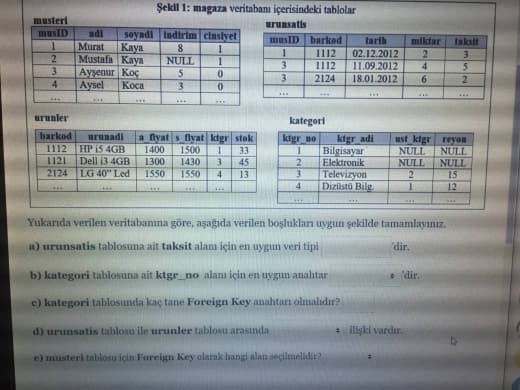 Şekil 1: magaza veritabanı içerisindeki tablolar
musteri
musID adi soyadi indirim cinsiyet
1 Murat Kaya 8 1
2 Mustafa Kaya NULL 1
3 Ayşenur Koç 5 0
4 Aysel Koca 3 0
... ... ... ... ...
urunsatis
musID barkod tarih miktar taksit
1 1112 02.12.2012 2 3
3 1112 11.09.2012 4 5
3 2124 18.01.2012 6 2
... ... ... ... ...
urunler
barkod urunadi a_fiyat s_fiyat ktgr stok
1112 HP i5 4GB 1400 1500 1 33
1121 Dell i3 4GB 1300 1430 3 45
2124 LG 40" Led 1550 1550 4 13
... ... ... ... ... ...
kategori
ktgr_no ktgr_adi ust_ktgr reyon
1 Bilgisayar NULL NULL
2 Elektronik NULL NULL
3 Televizyon 2 15
4 Dizüstü Bilg. 1 12
... ... ... ...
Yukarıda verilen veritabanına göre, aşağıda verilen boşlukları uygun şekilde tamamlayınız.
a) urunsatis tablosuna ait taksit alanı için en uygun veri tipi 'dir.
b) kategori tablosuna ait ktgr_no alanı için en uygun anahtar 'dir.
c) kategori tablosunda kaç tane Foreign Key anahtarı olmalıdır?
d) urunsatis tablosu ile urunler tablosu arasında ilişki vardır.
e) musteri tablosu için Foreign Key olarak hangi alan seçilmelidir?